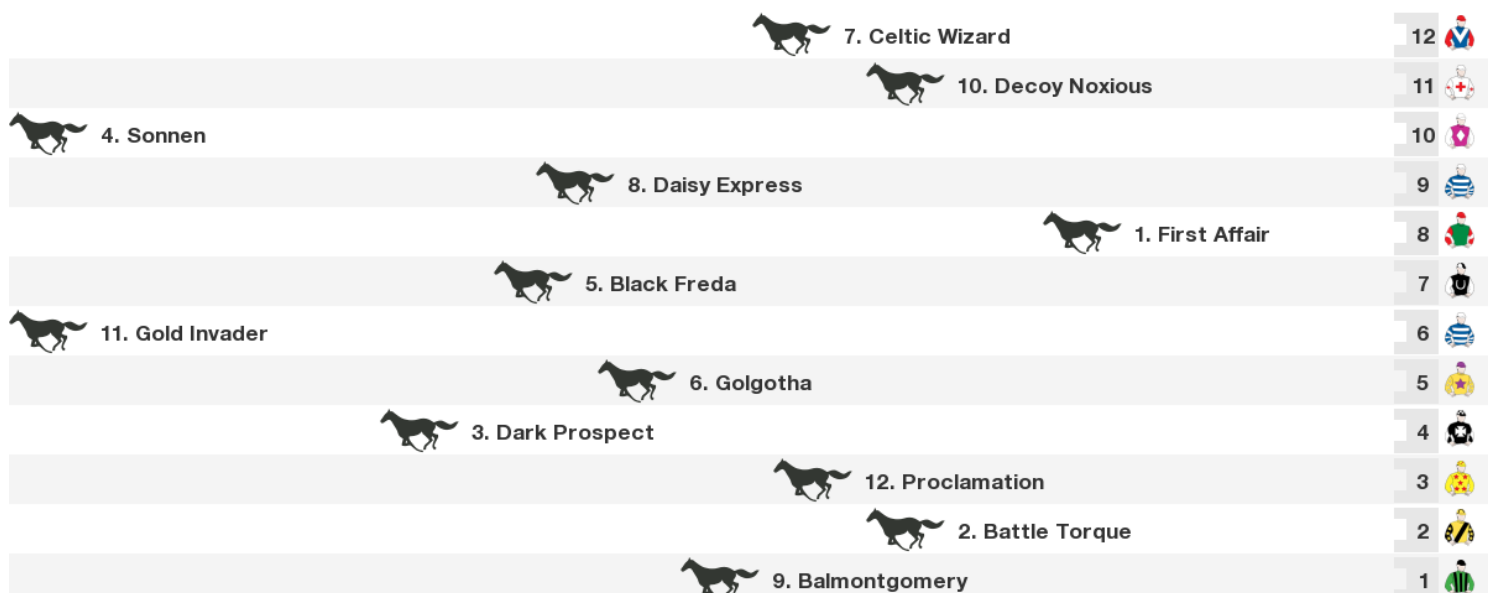 7. Celtic Wizard 12
10. Decoy Noxious 11
4. Sonnen 10
8. Daisy Express 9
1. First Affair 8
5. Black Freda 7
11. Gold Invader 6
6. Golgotha 5
3. Dark Prospect 4
12. Proclamation 3
2. Battle Torque 2
9. Balmontgomery 1